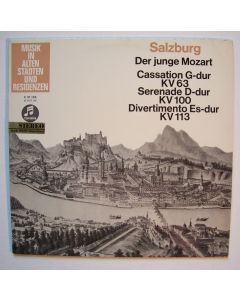 MUSIK
IN
ALTEN
STÄDTEN
UND
RESIDENZEN
STEREO
Salzburg
Der junge Mozart
Cassation G-dur
KV 63
Serenade D-dur
KV 100
Divertimento Es-dur
KV 113